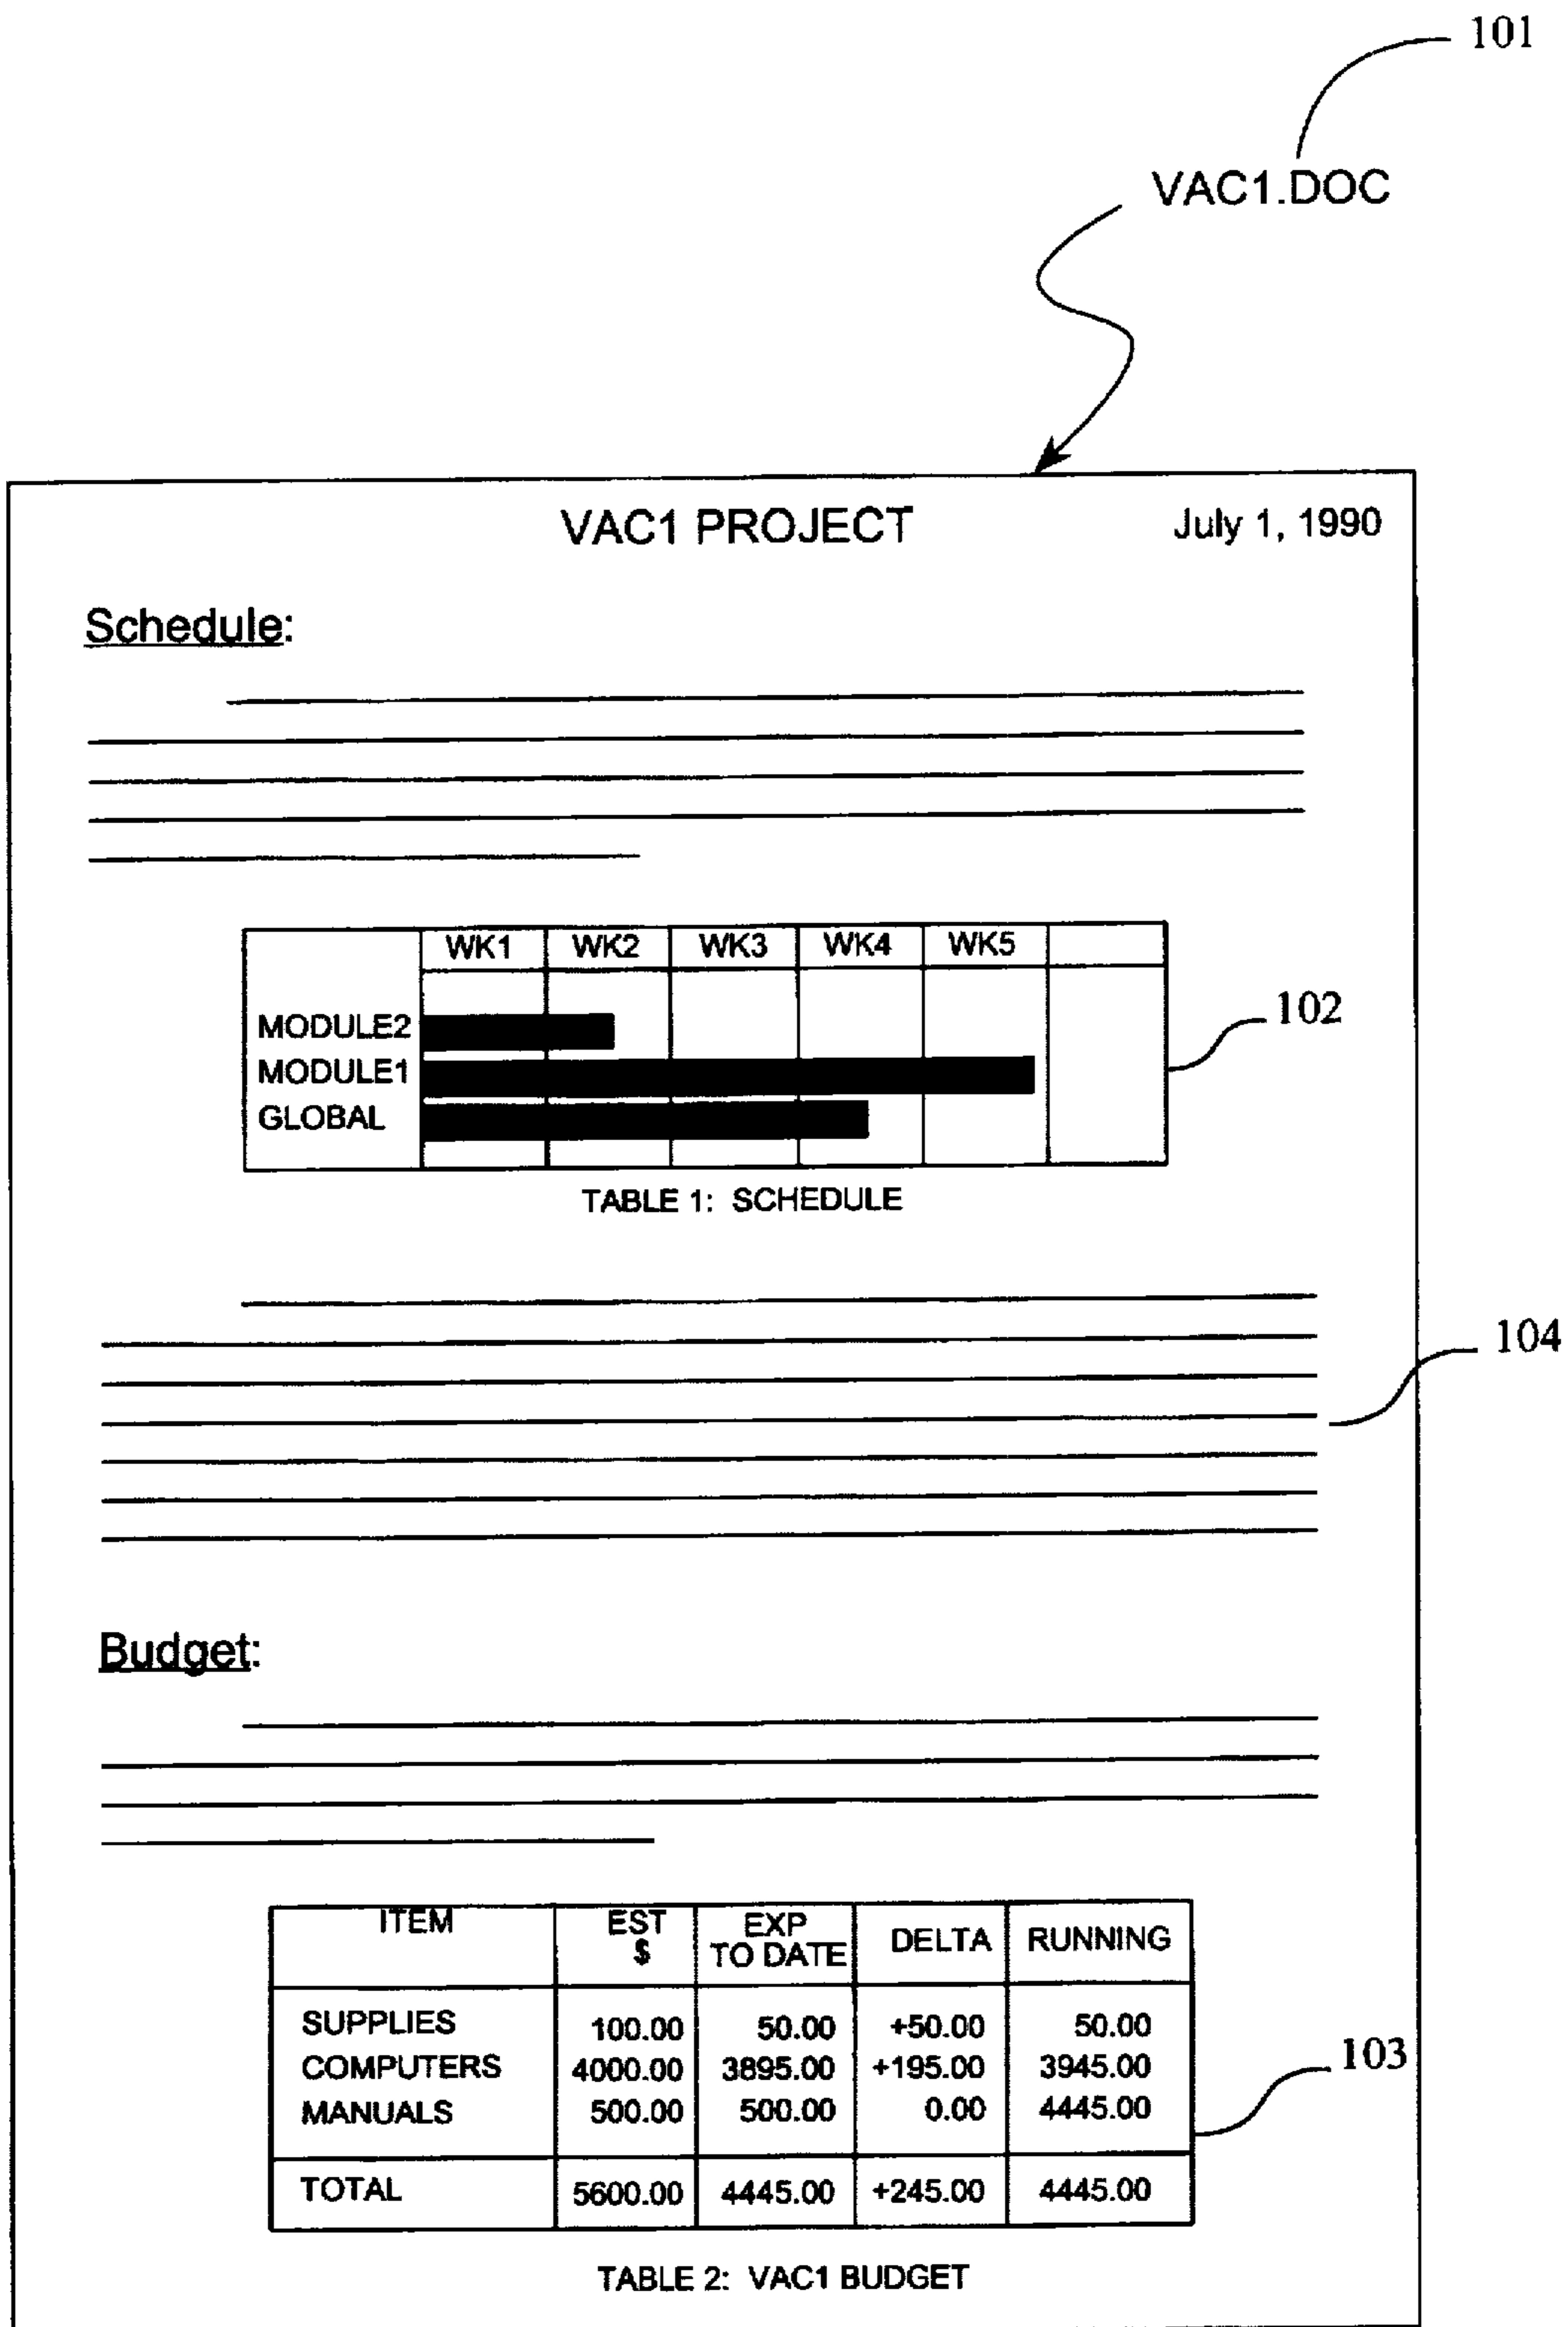 101
VAC1.DOC
VAC1 PROJECT July 1, 1990
Schedule:
WK1 WK2 WK3 WK4 WK5
102
MODULE2
MODULE1
GLOBAL
TABLE 1: SCHEDULE
104
Budget:
ITEM EST $ EXP TO DATE DELTA RUNNING
SUPPLIES 100.00 50.00 +50.00 50.00
COMPUTERS 4000.00 3895.00 +195.00 3945.00
103
MANUALS 500.00 500.00 0.00 4445.00
TOTAL 5600.00 4445.00 +245.00 4445.00
TABLE 2: VAC1 BUDGET